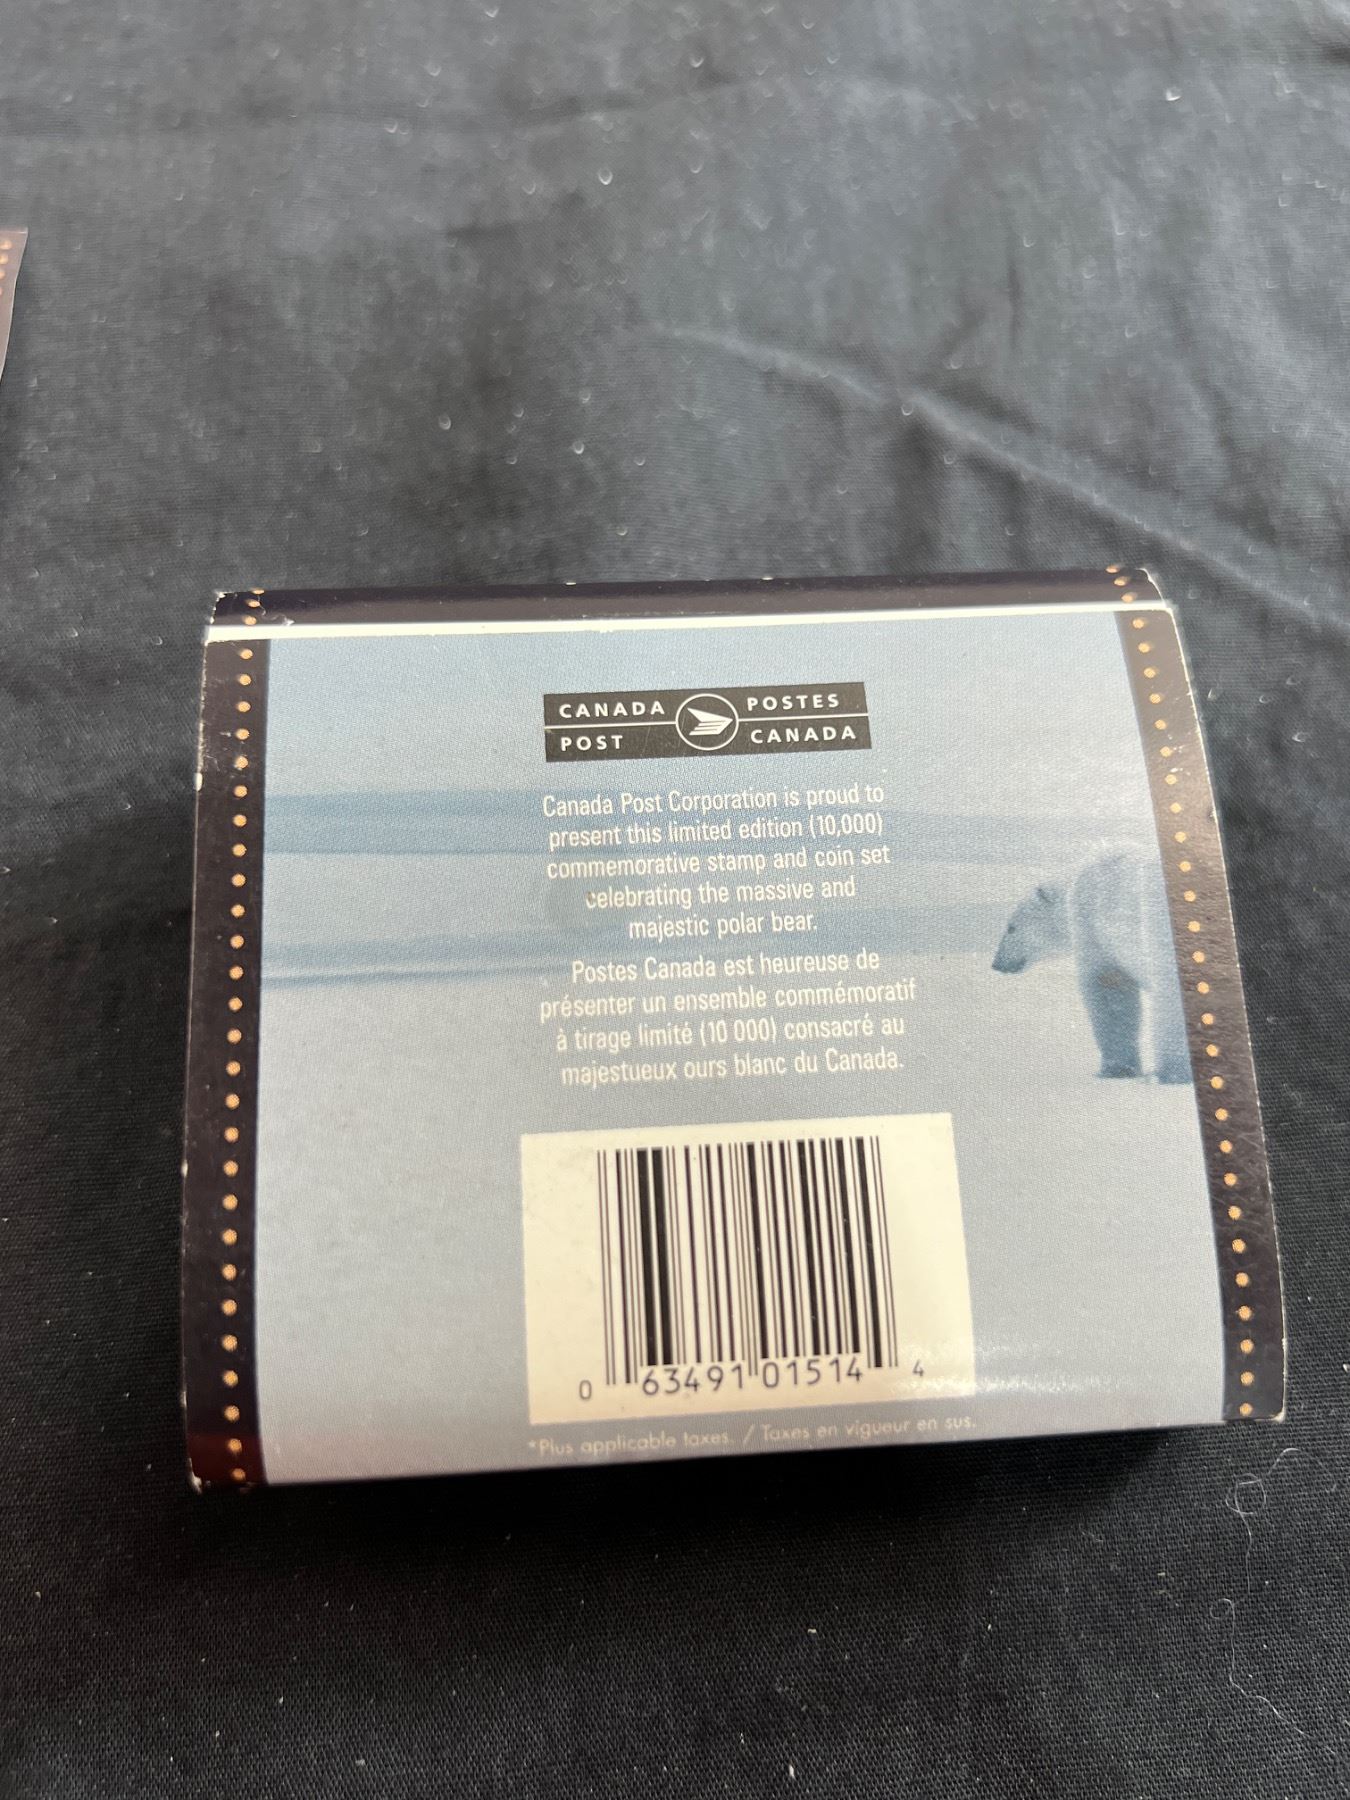 CANADA POSTES
POST CANADA
Canada Post Corporation is proud to
present this limited edition (10,000)
commemorative stamp and coin set
celebrating the massive and
majestic polar bear.
Postes Canada est heureuse de
présenter un ensemble commémoratif
à tirage limité (10 000) consacré au
majestueux ours blanc du Canada.
0 63491 01514 4
*Plus applicable taxes. / Taxes en vigueur en sus.